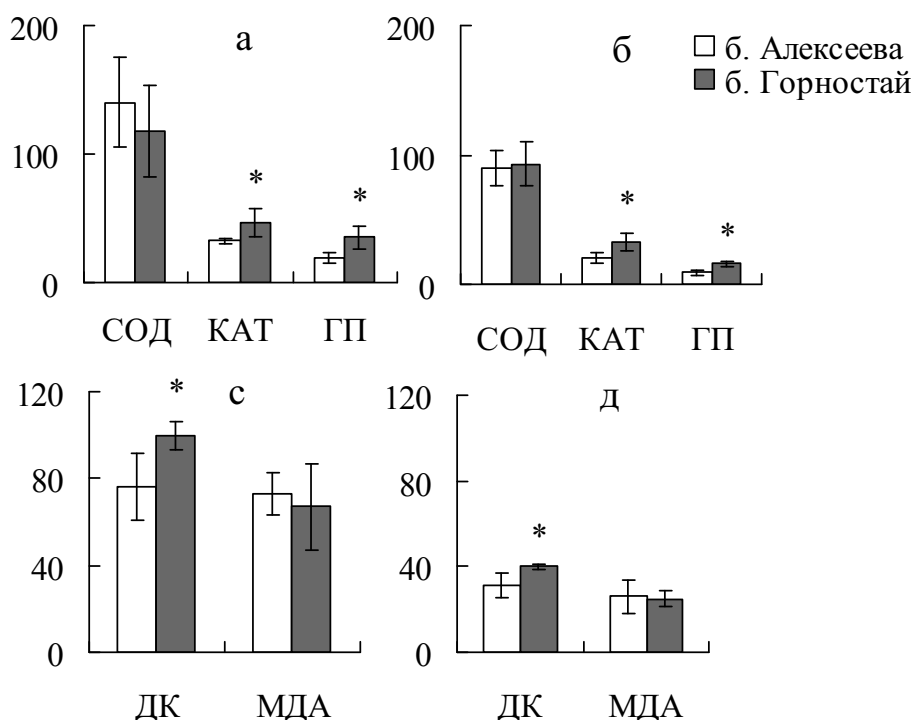 200
а
*
*
100
0
СОД КАТ ГП
200
б
□ б. Алексеева
■ б. Горностай
*
*
100
0
СОД КАТ ГП
120
*
с
80
40
0
ДК МДА
120
д
80
*
40
0
ДК МДА